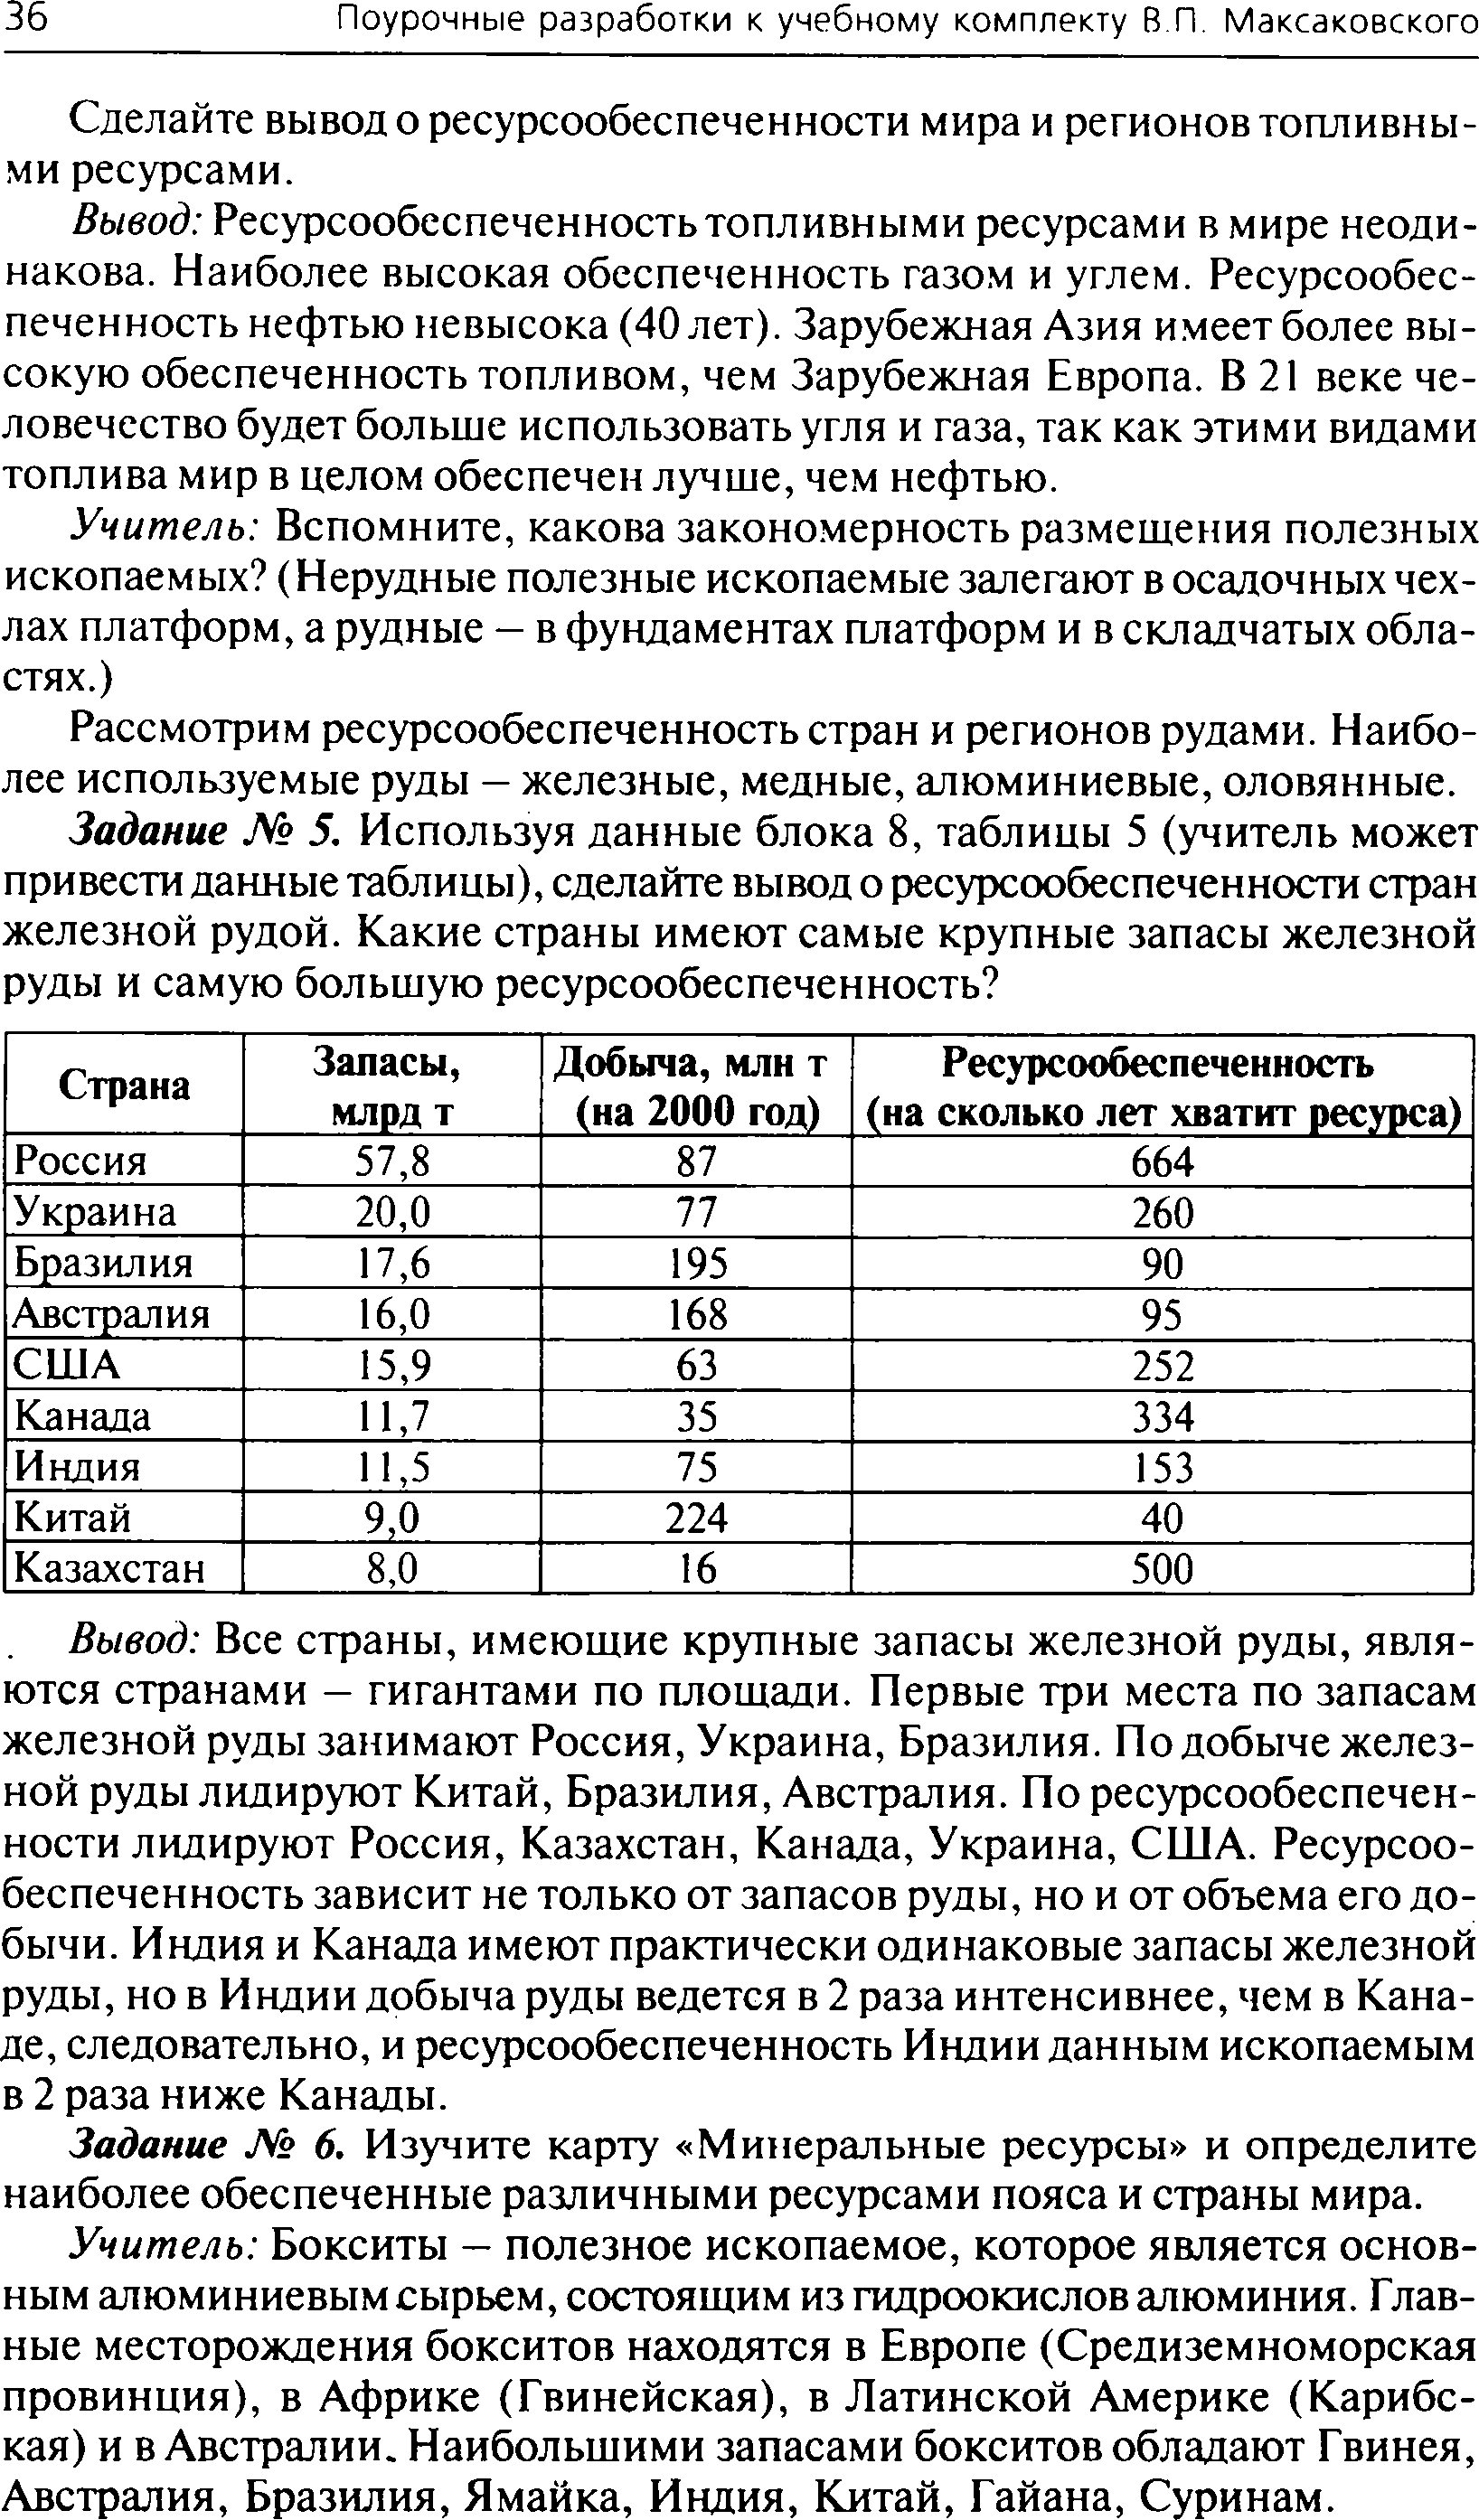 36 Поурочные разработки к учебному комплекту В.П. Максаковского
Сделайте вывод о ресурсообеспеченности мира и регионов топливны-
ми ресурсами.
Вывод: Ресурсообеспеченность топливными ресурсами в мире неоди-
накова. Наиболее высокая обеспеченность газом и углем. Ресурсообес-
печенность нефтью невысока (40 лет). Зарубежная Азия имеет более вы-
сокую обеспеченность топливом, чем Зарубежная Европа. В 21 веке че-
ловечество будет больше использовать угля и газа, так как этими видами
топлива мир в целом обеспечен лучше, чем нефтью.
Учитель: Вспомните, какова закономерность размещения полезных
ископаемых? (Нерудные полезные ископаемые залегают в осадочных чех-
лах платформ, а рудные – в фундаментах платформ и в складчатых обла-
стях.)
Рассмотрим ресурсообеспеченность стран и регионов рудами. Наибо-
лее используемые руды – железные, медные, алюминиевые, оловянные.
Задание № 5. Используя данные блока 8, таблицы 5 (учитель может
привести данные таблицы), сделайте вывод о ресурсообеспеченности стран
железной рудой. Какие страны имеют самые крупные запасы железной
руды и самую большую ресурсообеспеченность?
Страна Запасы, млрд т Добыча, млн т (на 2000 год) Ресурсообеспеченность (на сколько лет хватит ресурса)
Россия 57,8 87 664
Украина 20,0 77 260
Бразилия 17,6 195 90
Австралия 16,0 168 95
США 15,9 63 252
Канада 11,7 35 334
Индия 11,5 75 153
Китай 9,0 224 40
Казахстан 8,0 16 500
Вывод: Все страны, имеющие крупные запасы железной руды, явля-
ются странами – гигантами по площади. Первые три места по запасам
железной руды занимают Россия, Украина, Бразилия. По добыче желез-
ной руды лидируют Китай, Бразилия, Австралия. По ресурсообеспечен-
ности лидируют Россия, Казахстан, Канада, Украина, США. Ресурсоо-
беспеченность зависит не только от запасов руды, но и от объема его до-
бычи. Индия и Канада имеют практически одинаковые запасы железной
руды, но в Индии добыча руды ведется в 2 раза интенсивнее, чем в Кана-
де, следовательно, и ресурсообеспеченность Индии данным ископаемым
в 2 раза ниже Канады.
Задание № 6. Изучите карту «Минеральные ресурсы» и определите
наиболее обеспеченные различными ресурсами пояса и страны мира.
Учитель: Бокситы – полезное ископаемое, которое является основ-
ным алюминиевым сырьем, состоящим из гидроокислов алюминия. Глав-
ные месторождения бокситов находятся в Европе (Средиземноморская
провинция), в Африке (Гвинейская), в Латинской Америке (Карибс-
кая) и в Австралии. Наибольшими запасами бокситов обладают Гвинея,
Австралия, Бразилия, Ямайка, Индия, Китай, Гайана, Суринам.